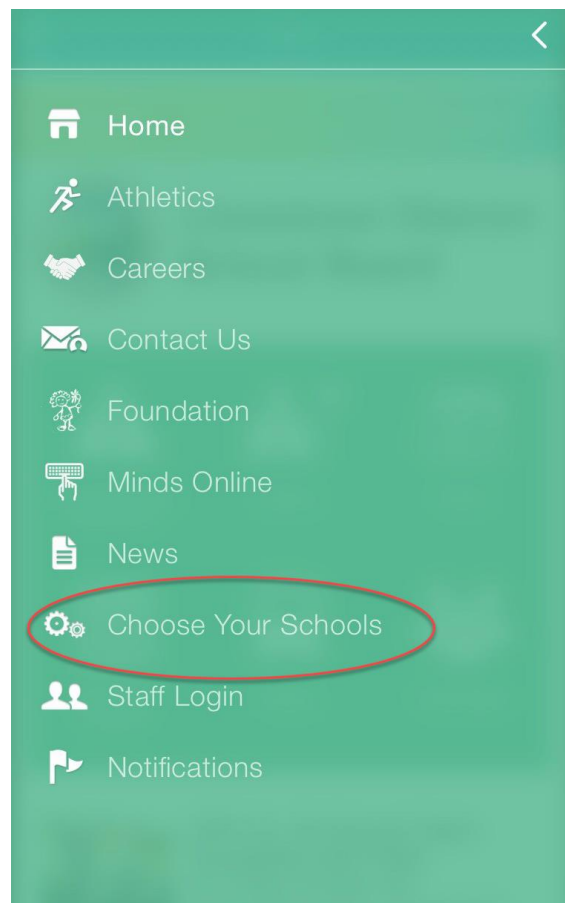 Home
Athletics
Careers
Contact Us
Foundation
Minds Online
News
Choose Your Schools
Staff Login
Notifications